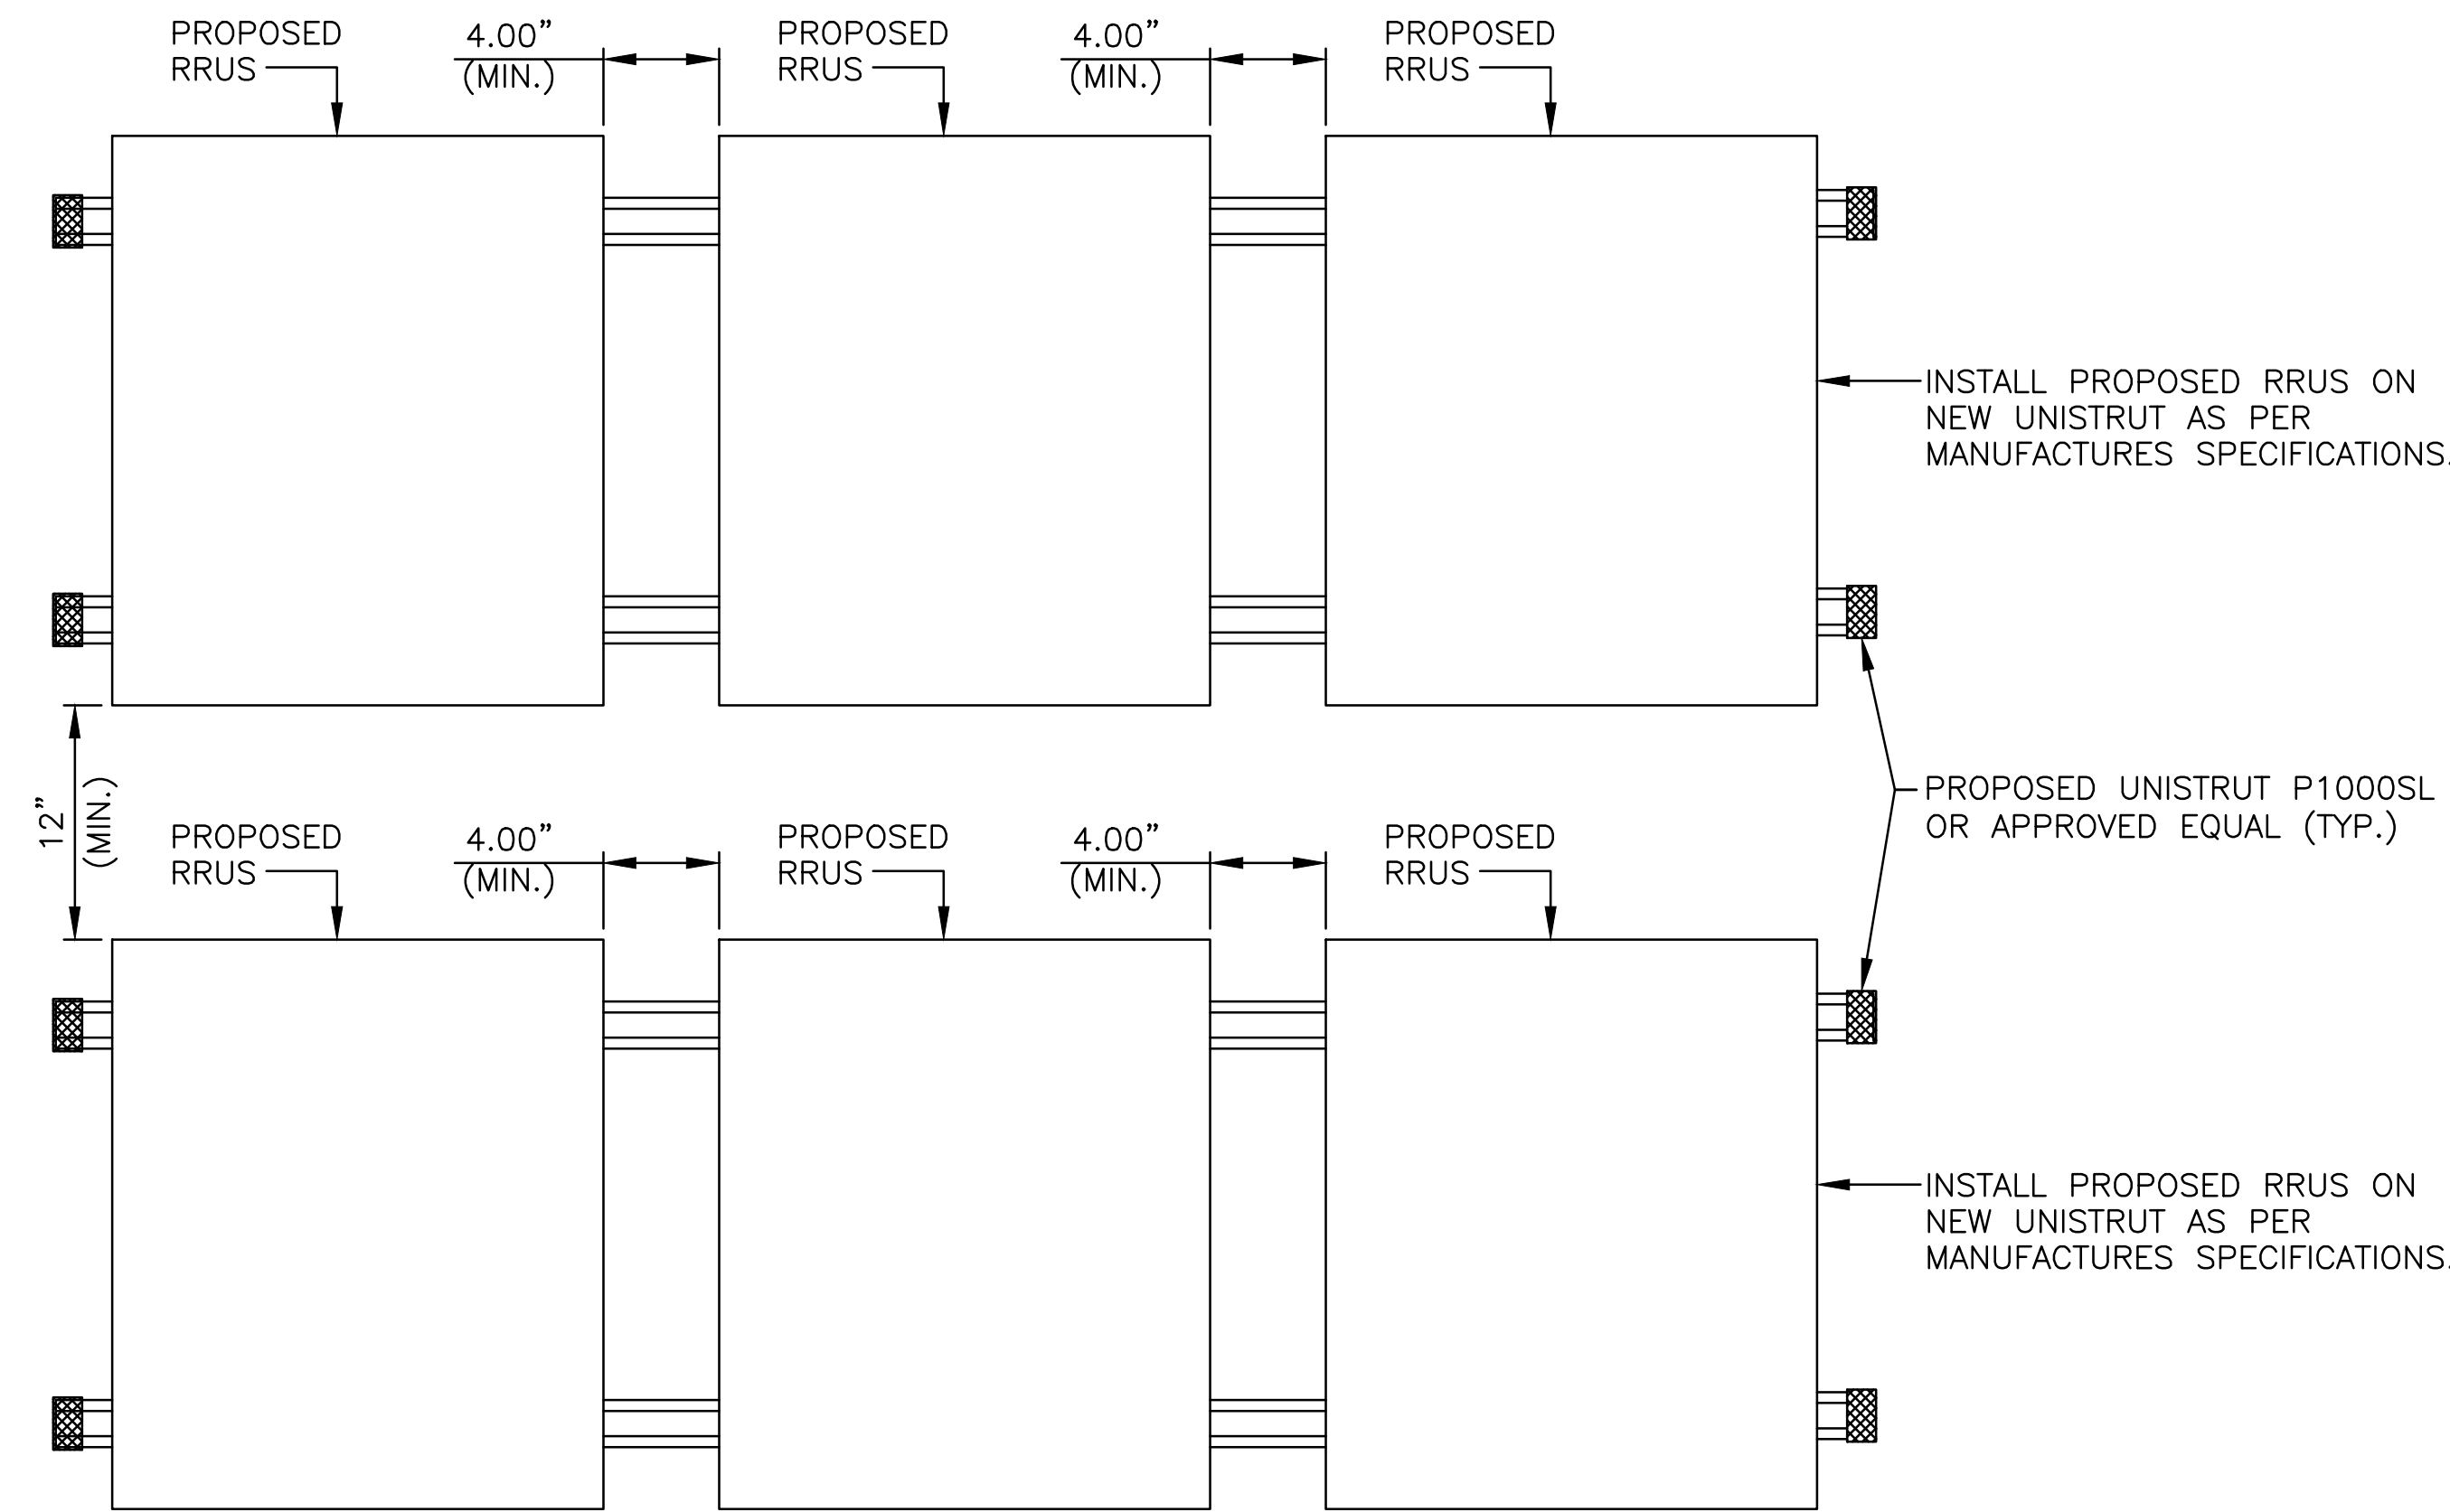 PROPOSED
RRUS
4.00”
(MIN.)
PROPOSED
RRUS
4.00”
(MIN.)
PROPOSED
RRUS
INSTALL PROPOSED RRUS ON
NEW UNISTRUT AS PER
MANUFACTURES SPECIFICATIONS.
12”
(MIN.)
PROPOSED UNISTRUT P1000SL
OR APPROVED EQUAL (TYP.)
PROPOSED
RRUS
4.00”
(MIN.)
PROPOSED
RRUS
4.00”
(MIN.)
PROPOSED
RRUS
INSTALL PROPOSED RRUS ON
NEW UNISTRUT AS PER
MANUFACTURES SPECIFICATIONS.